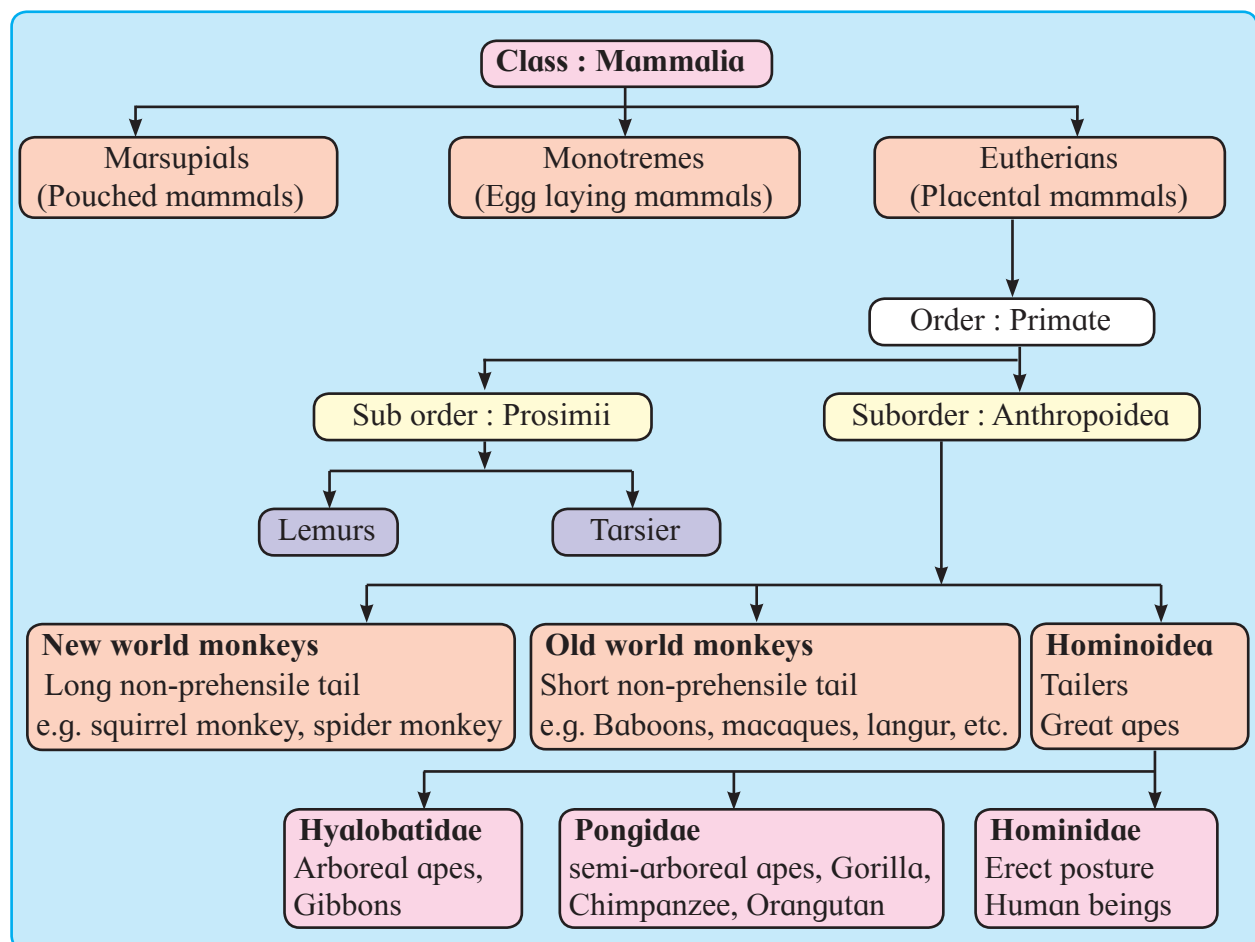 Class : Mammalia
Marsupials
(Pouched mammals)
Monotremes
(Egg laying mammals)
Eutherians
(Placental mammals)
Order : Primate
Sub order : Prosimii
Suborder : Anthropoidea
Lemurs
Tarsier
New world monkeys
Long non-prehensile tail
e.g. squirrel monkey, spider monkey
Old world monkeys
Short non-prehensile tail
e.g. Baboons, macaques, langur, etc.
Hominoidea
Tailers
Great apes
Hyalobatidae
Arboreal apes,
Gibbons
Pongidae
semi-arboreal apes, Gorilla,
Chimpanzee, Orangutan
Hominidae
Erect posture
Human beings